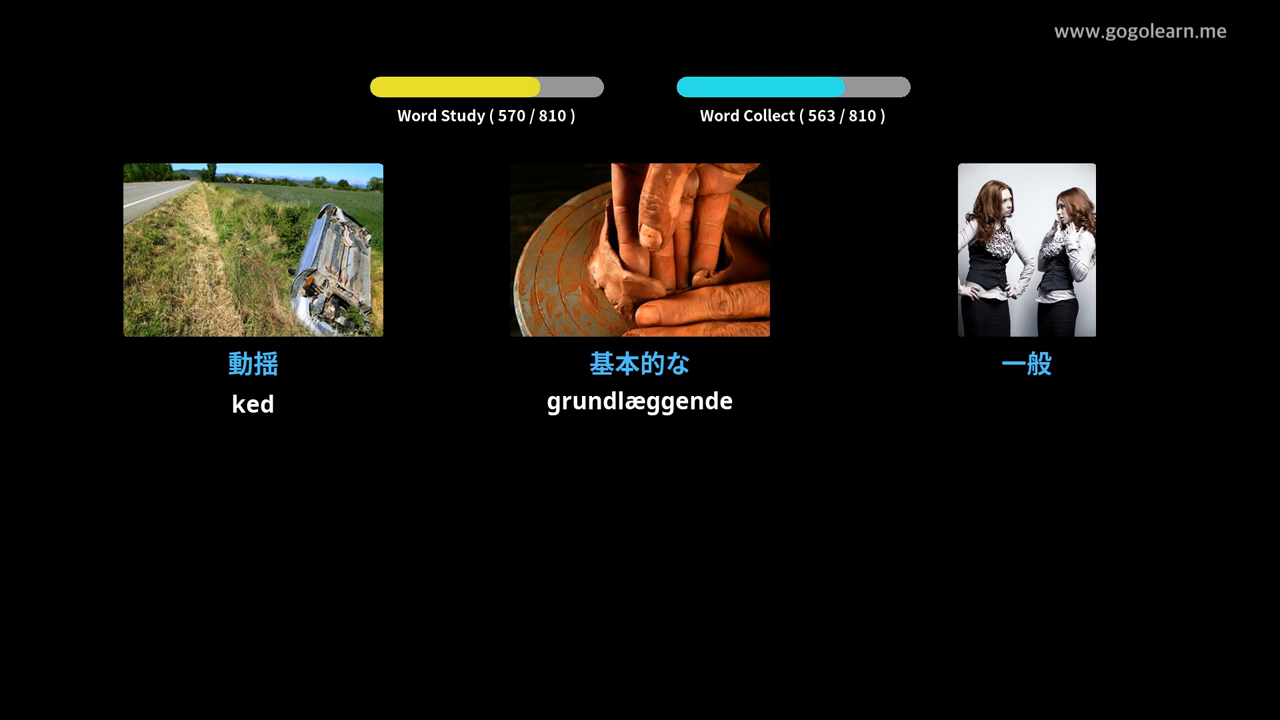 www.gogolearn.me
Word Study ( 570 / 810 )
Word Collect ( 563 / 810 )
動揺
基本的な
一般
ked
grundlæggende